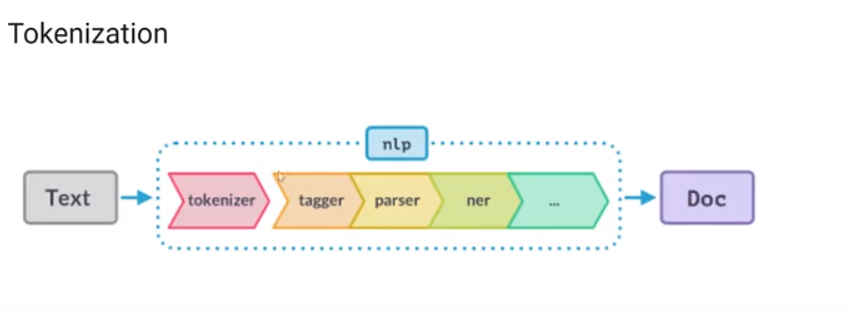 Tokenization
nlp
Text
tokenizer
tagger
parser
ner
...
Doc